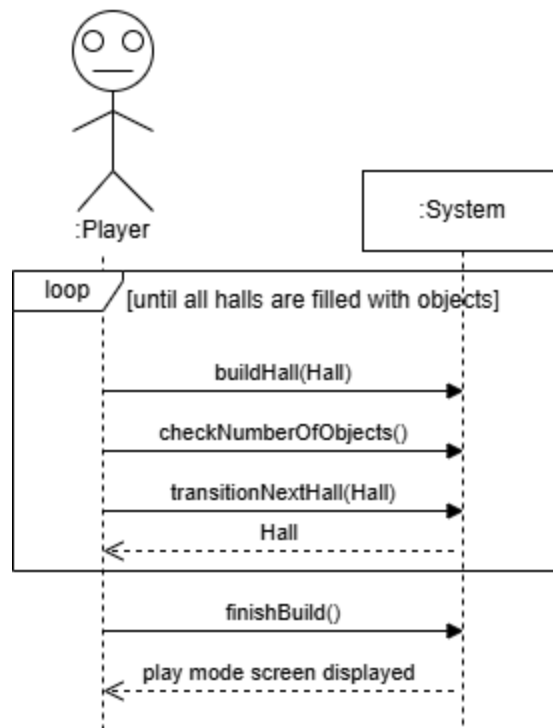 :Player
:System
loop
[until all halls are filled with objects]
buildHall(Hall)
checkNumberOfObjects()
transitionNextHall(Hall)
Hall
finishBuild()
play mode screen displayed